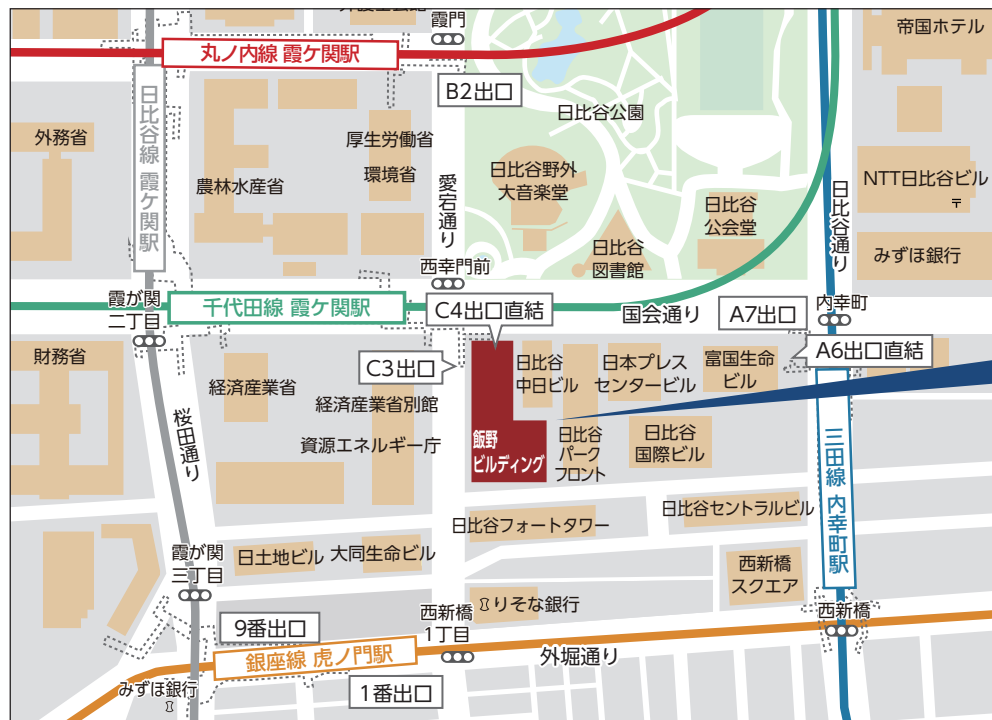 霞門
帝国ホテル
丸ノ内線 霞ケ関駅
B2出口
日比谷線 霞ケ関駅
外務省
厚生労働省
環境省
農林水産省
愛宕通り
日比谷公園
日比谷野外
大音楽堂
日比谷
公会堂
日比谷
図書館
日比谷通り
NTT日比谷ビル
〒
みずほ銀行
西幸門前
霞が関
二丁目
千代田線 霞ケ関駅
C4出口直結
国会通り
A7出口
内幸町
A6出口直結
財務省
C3出口
経済産業省
経済産業省別館
資源エネルギー庁
日比谷
中日ビル
日本プレス
センタービル
富国生命
ビル
飯野
ビルディング
日比谷
パーク
フロント
日比谷
国際ビル
桜田通り
三田線 内幸町駅
日比谷フォートタワー
日比谷セントラルビル
霞が関
三丁目
日土地ビル
大同生命ビル
西新橋
スクエア
西新橋
1丁目
りそな銀行
西新橋
9番出口
銀座線 虎ノ門駅
外堀通り
みずほ銀行
1番出口